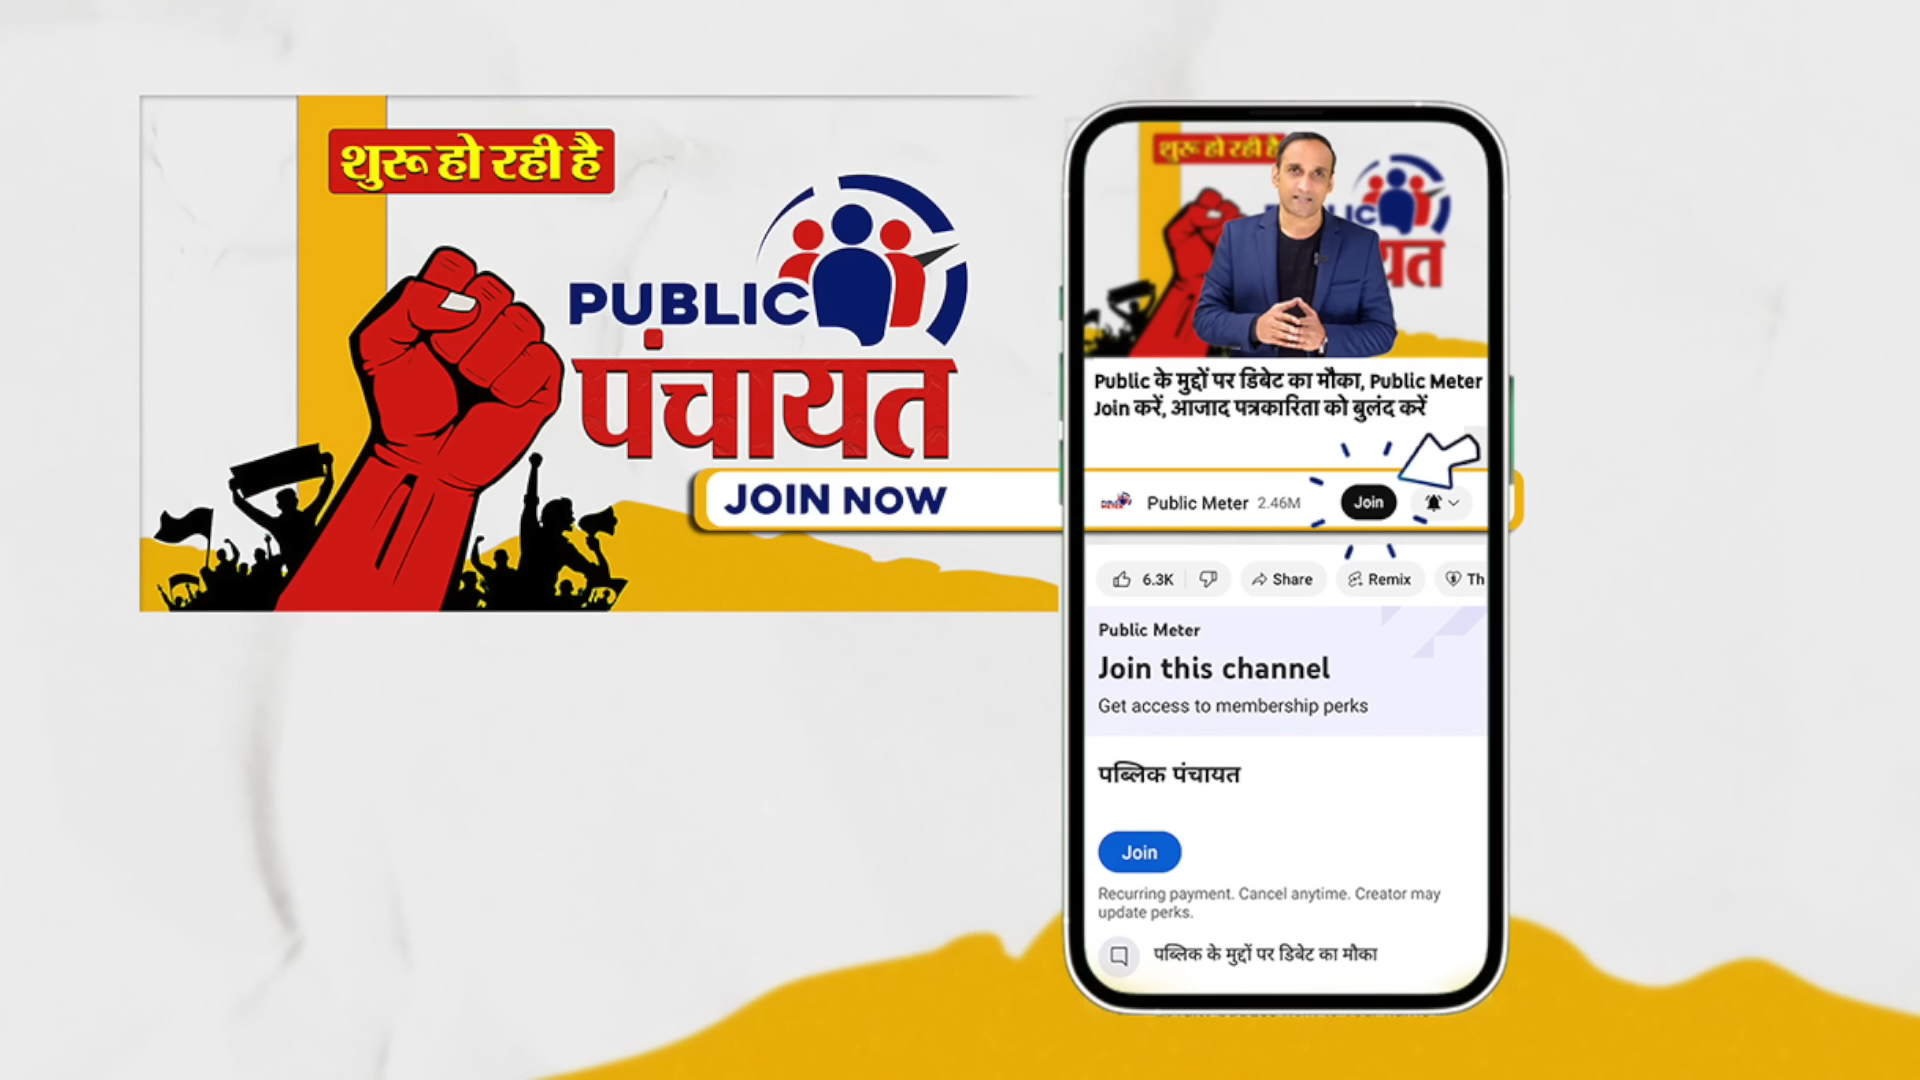 शुरू हो रही है
PUBLIC
पंचायत
JOIN NOW
शुरू हो रही है
Public के मुद्दों पर डिबेट का मौका, Public Meter
Join करें, आजाद पत्रकारिता को बुलंद करें
Public Meter 2.46M Join
6.3K Share Remix Th
Public Meter
Join this channel
Get access to membership perks
पब्लिक पंचायत
Join
Recurring payment. Cancel anytime. Creator may
update perks.
पब्लिक के मुद्दों पर डिबेट का मौका